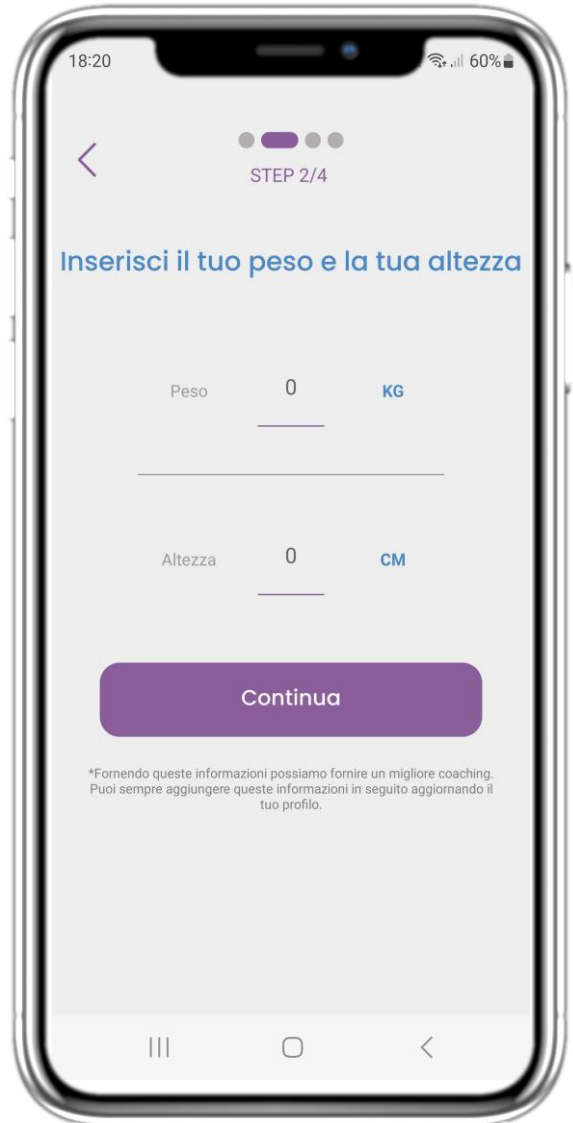 18:20
60%
STEP 2/4
Inserisci il tuo peso e la tua altezza
Peso 0 KG
Altezza 0 CM
Continua
*Fornendo queste informazioni possiamo fornire un migliore coaching.
Puoi sempre aggiungere queste informazioni in seguito aggiornando il
tuo profilo.